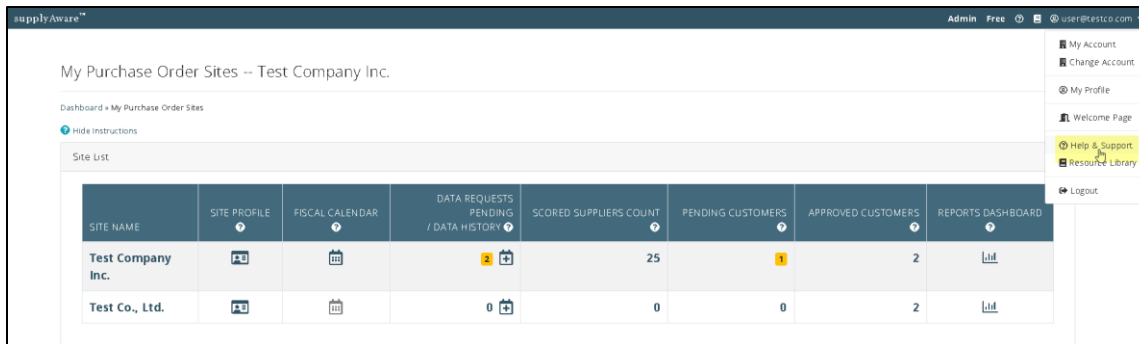 supplyAware™
Admin Free user@testco.com
My Account
Change Account
My Profile
Welcome Page
Help & Support
Resource Library
Logout
My Purchase Order Sites -- Test Company Inc.
Dashboard » My Purchase Order Sites
Hide Instructions
Site List
SITE NAME
SITE PROFILE
FISCAL CALENDAR
DATA REQUESTS
PENDING
/ DATA HISTORY
SCORED SUPPLIERS COUNT
PENDING CUSTOMERS
APPROVED CUSTOMERS
REPORTS DASHBOARD
Test Company
Inc.
2 25 1 2
Test Co., Ltd. 0 0 0 2